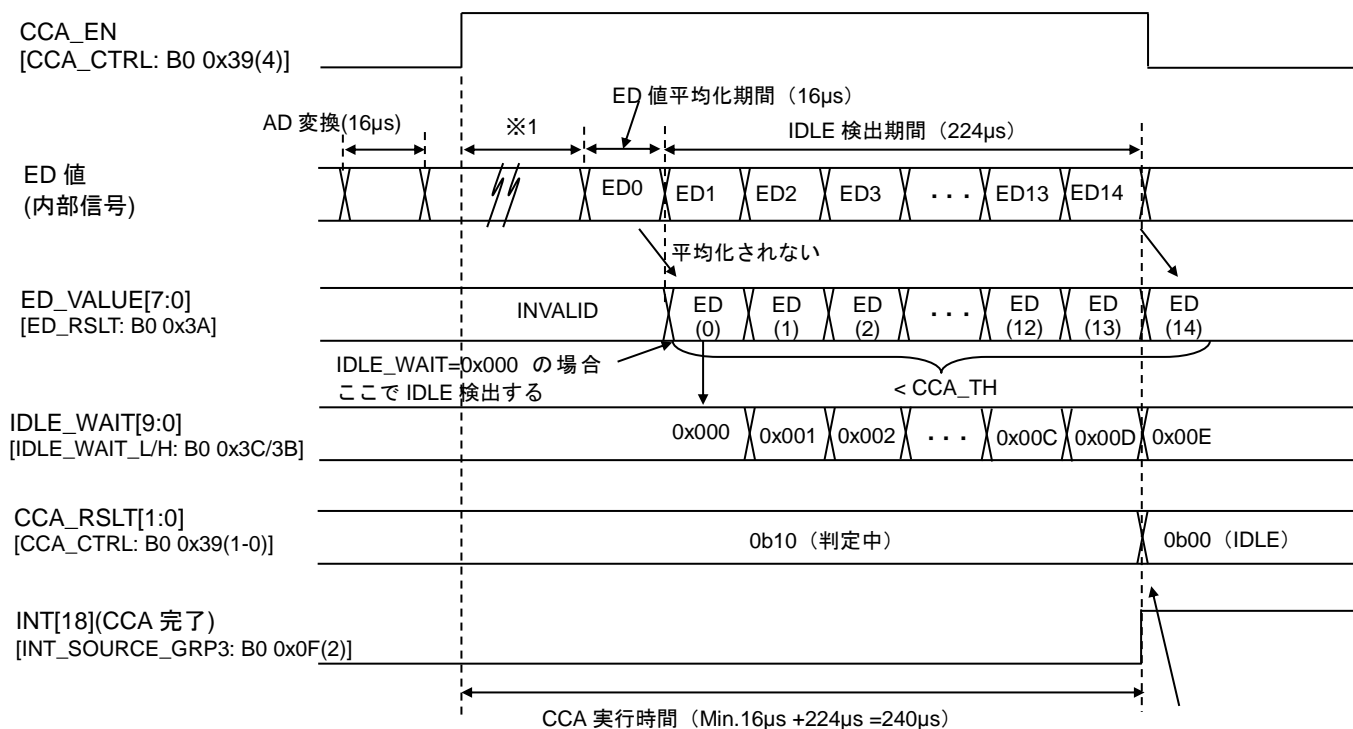 CCA_EN
[CCA_CTRL: B0 0x39(4)]
ED 値平均化期間（16μs）
AD 変換(16μs)
※1
IDLE 検出期間（224μs）
ED 値
(内部信号)
ED0
ED1
ED2
ED3
・・・
ED13
ED14
平均化されない
ED_VALUE[7:0]
[ED_RSLT: B0 0x3A]
INVALID
ED
(0)
ED
(1)
ED
(2)
・・・
ED
(12)
ED
(13)
ED
(14)
IDLE_WAIT=0x000 の場合
ここで IDLE 検出する
< CCA_TH
IDLE_WAIT[9:0]
[IDLE_WAIT_L/H: B0 0x3C/3B]
0x000
0x001
0x002
・・・
0x00C
0x00D
0x00E
CCA_RSLT[1:0]
[CCA_CTRL: B0 0x39(1-0)]
0b10（判定中）
0b00（IDLE）
INT[18](CCA 完了)
[INT_SOURCE_GRP3: B0 0x0F(2)]
CCA 実行時間（Min.16μs +224μs =240μs）